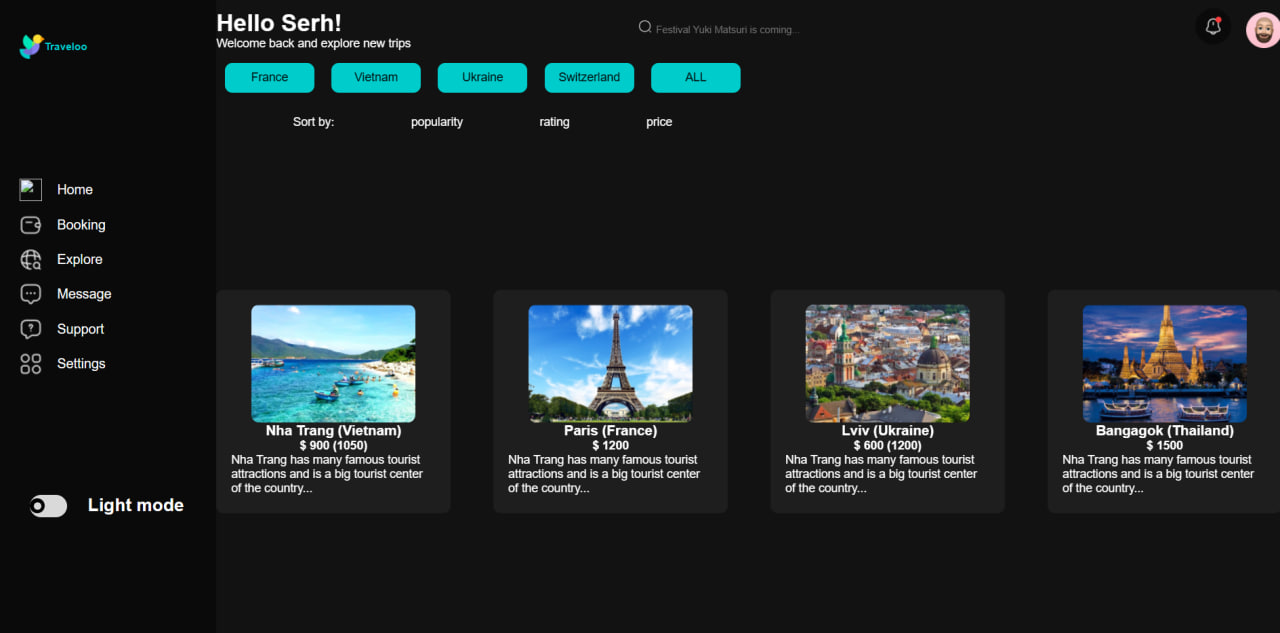 Traveloo
Hello Serh!
Welcome back and explore new trips
Festival Yuki Matsuri is coming...
France
Vietnam
Ukraine
Switzerland
ALL
Sort by:
popularity
rating
price
Home
Booking
Explore
Message
Support
Settings
Light mode
Nha Trang (Vietnam)
$ 900 (1050)
Nha Trang has many famous tourist
attractions and is a big tourist center
of the country...
Paris (France)
$ 1200
Nha Trang has many famous tourist
attractions and is a big tourist center
of the country...
Lviv (Ukraine)
$ 600 (1200)
Nha Trang has many famous tourist
attractions and is a big tourist center
of the country...
Bangagok (Thailand)
$ 1500
Nha Trang has many famous tourist
attractions and is a big tourist center
of the country...